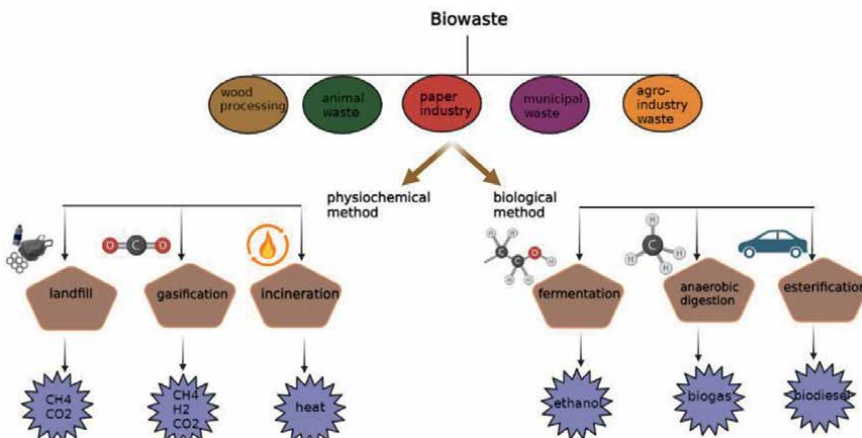 Biowaste
wood
processing
animal
waste
paper
industry
municipal
waste
agro-
industry
waste
physiochemical
method
biological
method
O C O
H H
C O
C H
H H
H
C H
H H
landfill
gasification
incineration
fermentation
anaerobic
digestion
esterification
CH4
CO2
CH4
H2
CO2
heat
ethanol
biogas
biodiesel